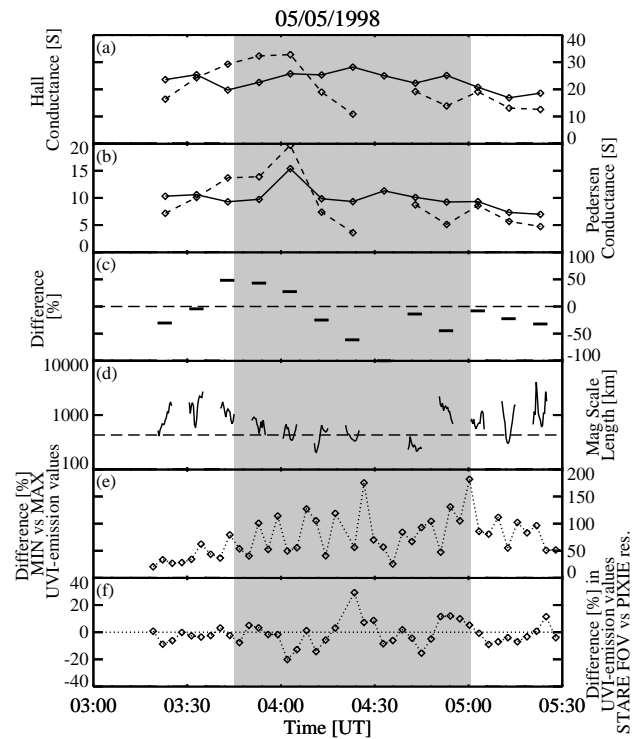 05/05/1998
(a)
Hall
Conductance [S]
40
30
20
10
0
(b)
20
15
10
5
0
Pedersen
Conductance [S]
(c)
Difference
[%]
100
50
0
-50
-100
(d)
10000
1000
100
Mag Scale
Length [km]
(e)
Difference [%]
MIN vs MAX
UVI-emission values
200
150
100
50
0
(f)
40
20
0
-20
-40
Difference [%] in
UVI-emission values
STARE FOV vs PIXIE res.
03:00 03:30 04:00 04:30 05:00 05:30
Time [UT]